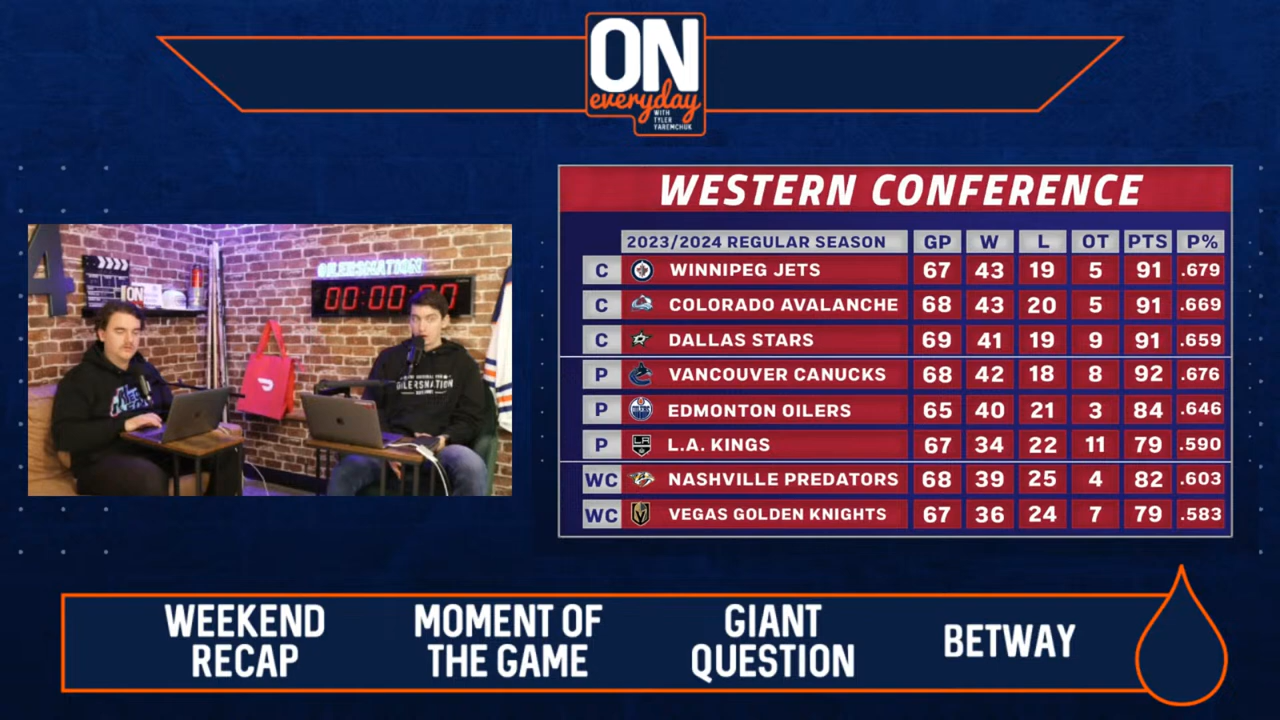 ON
everyday
WITH
TYLER
YAREMCHUK
WESTERN CONFERENCE
2023/2024 REGULAR SEASON GP W L OT PTS P%
C WINNIPEG JETS 67 43 19 5 91 .679
C COLORADO AVALANCHE 68 43 20 5 91 .669
C DALLAS STARS 69 41 19 9 91 .659
P VANCOUVER CANUCKS 68 42 18 8 92 .676
P EDMONTON OILERS 65 40 21 3 84 .646
P L.A. KINGS 67 34 22 11 79 .590
WC NASHVILLE PREDATORS 68 39 25 4 82 .603
WC VEGAS GOLDEN KNIGHTS 67 36 24 7 79 .583
4
ON
OILERSNATION
OILERSNATION
WEEKEND
RECAP
MOMENT OF
THE GAME
GIANT
QUESTION
BETWAY